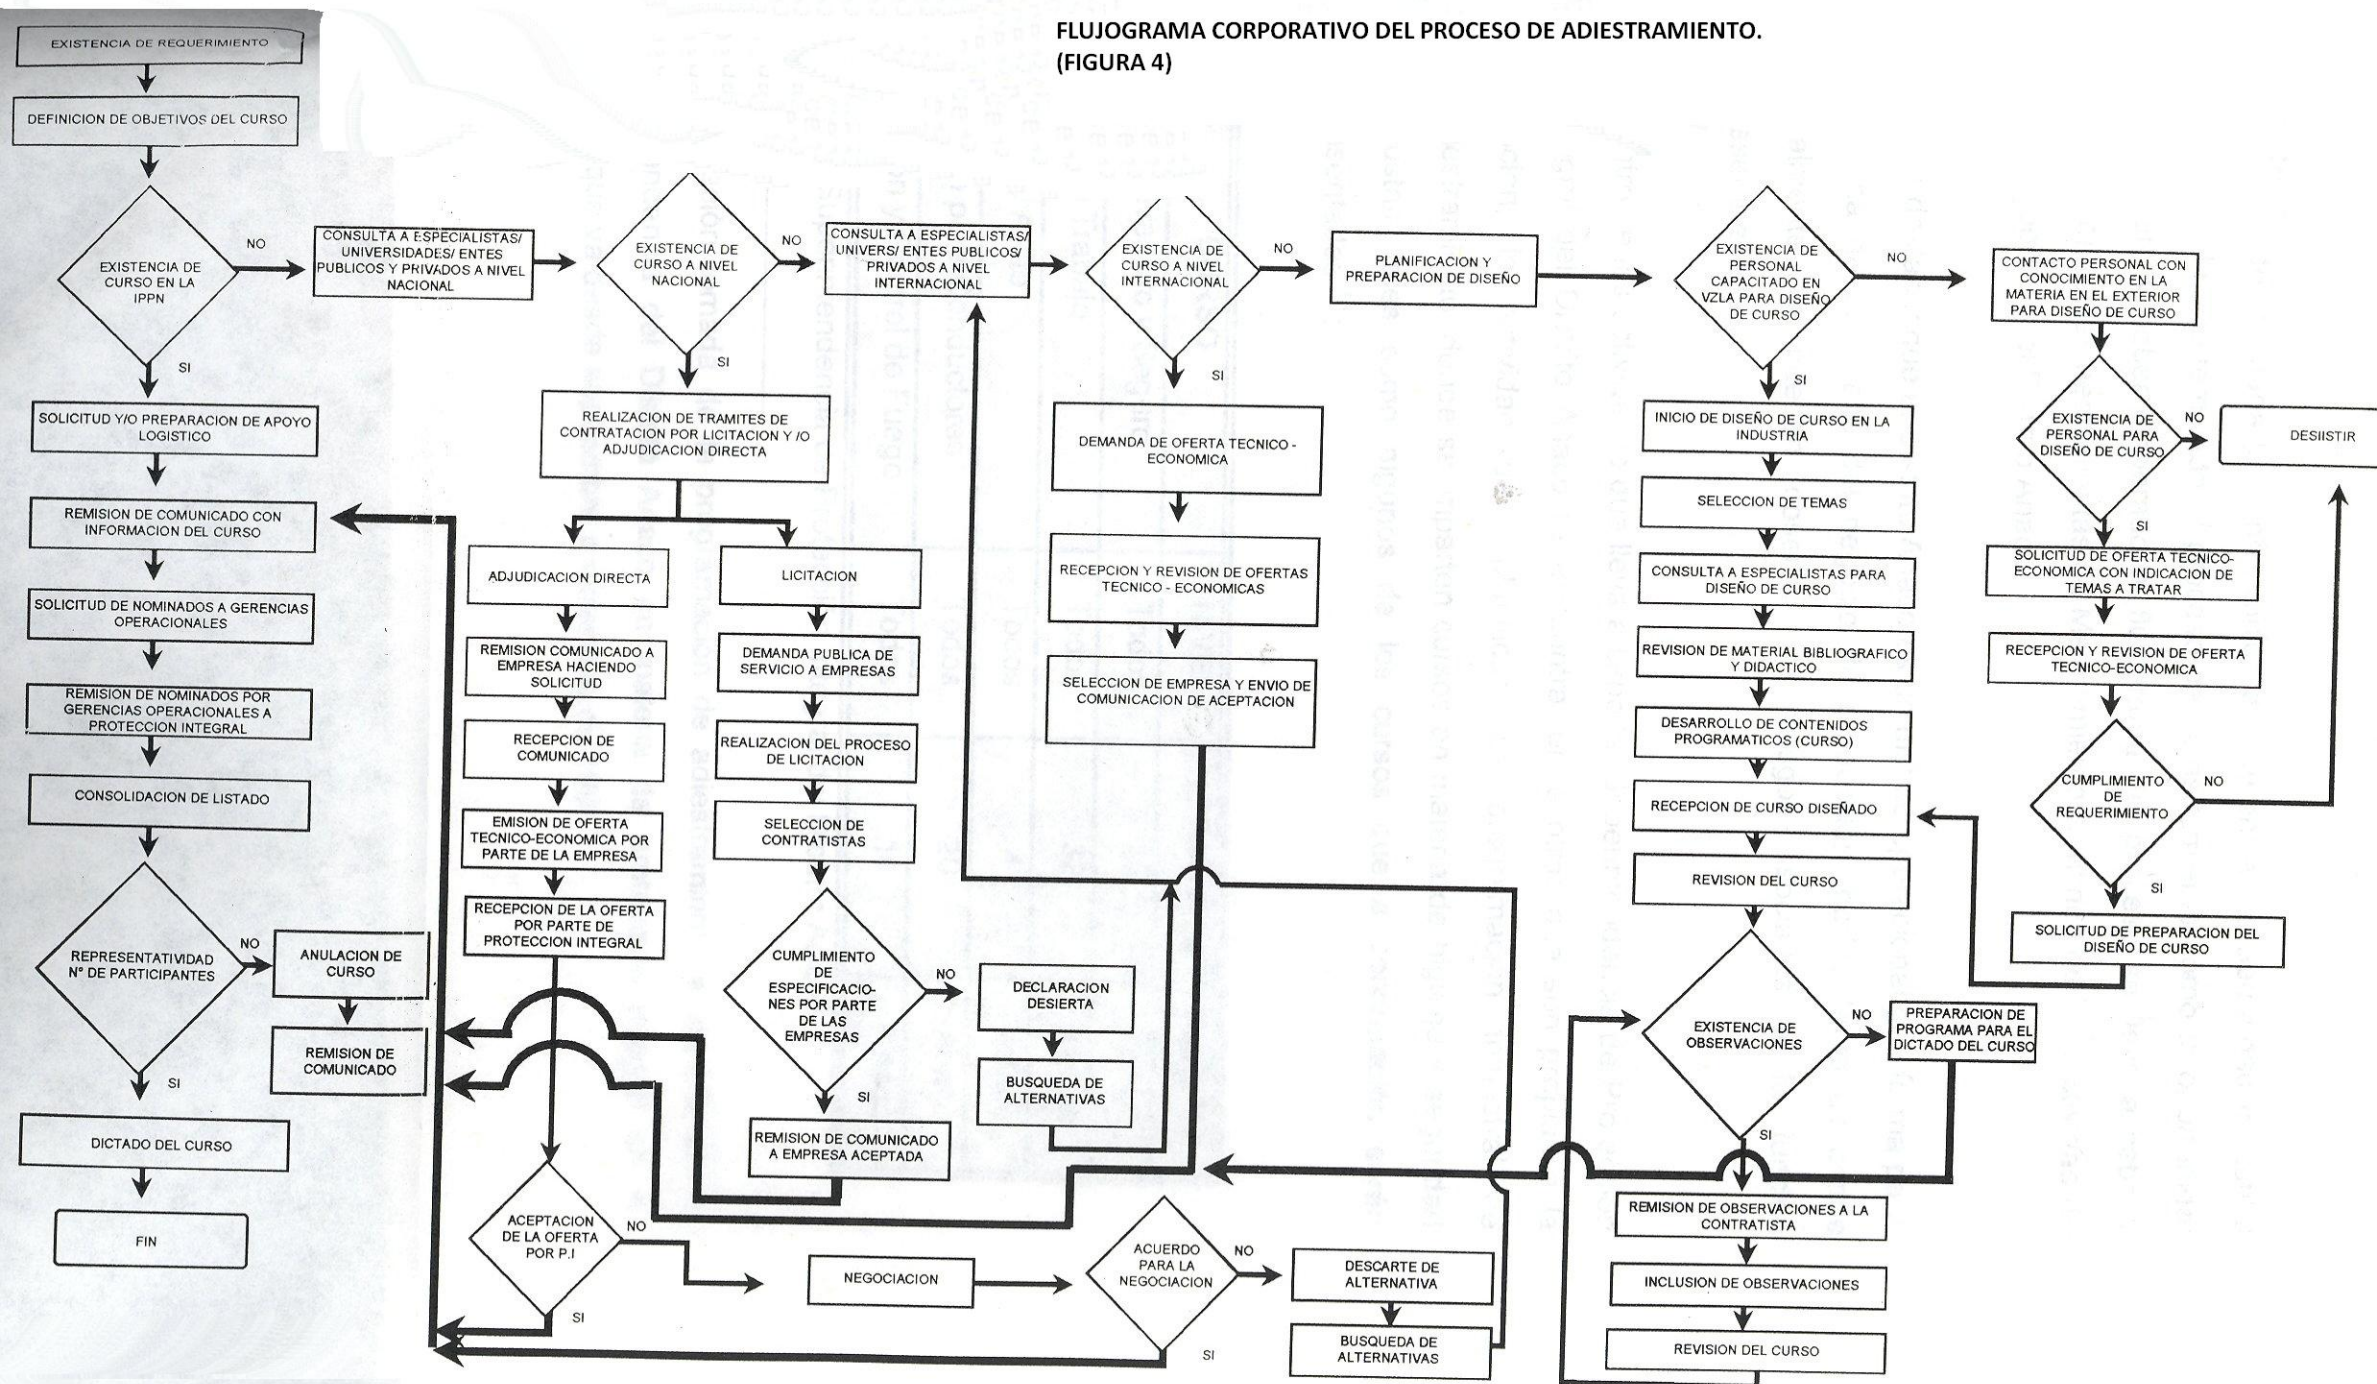 FLUJOGRAMA CORPORATIVO DEL PROCESO DE ADIESTRAMIENTO.
(FIGURA 4)
EXISTENCIA DE REQUERIMIENTO
DEFINICION DE OBJETIVOS DEL CURSO
EXISTENCIA DE
CURSO EN LA
IPPN
NO
SI
SOLICITUD Y/O PREPARACION DE APOYO
LOGISTICO
REMISION DE COMUNICADO CON
INFORMACION DEL CURSO
SOLICITUD DE NOMINADOS A GERENCIAS
OPERACIONALES
REMISION DE NOMINADOS POR
GERENCIAS OPERACIONALES A
PROTECCION INTEGRAL
CONSOLIDACION DE LISTADO
REPRESENTATIVIDAD
N° DE PARTICIPANTES
NO
ANULACION DE
CURSO
REMISION DE
COMUNICADO
SI
DICTADO DEL CURSO
FIN
CONSULTA A ESPECIALISTAS/
UNIVERSIDADES/ ENTES
PUBLICOS Y PRIVADOS A NIVEL
NACIONAL
EXISTENCIA DE
CURSO A NIVEL
NACIONAL
NO
SI
REALIZACION DE TRAMITES DE
CONTRATACION POR LICITACION Y /O
ADJUDICACION DIRECTA
ADJUDICACION DIRECTA
REMISION COMUNICADO A
EMPRESA HACIENDO
SOLICITUD
RECEPCION DE
COMUNICADO
EMISION DE OFERTA
TECNICO-ECONOMICA POR
PARTE DE LA EMPRESA
RECEPCION DE LA OFERTA
POR PARTE DE
PROTECCION INTEGRAL
ACEPTACION
DE LA OFERTA
POR P.I
NO
SI
LICITACION
DEMANDA PUBLICA DE
SERVICIO A EMPRESAS
REALIZACION DEL PROCESO
DE LICITACION
SELECCION DE
CONTRATISTAS
CUMPLIMIENTO
DE
ESPECIFICACIO-
NES POR PARTE
DE LAS
EMPRESAS
NO
DECLARACION
DESIERTA
BUSQUEDA DE
ALTERNATIVAS
SI
REMISION DE COMUNICADO
A EMPRESA ACEPTADA
NEGOCIACION
ACUERDO
PARA LA
NEGOCIACION
NO
SI
DESCARTE DE
ALTERNATIVA
BUSQUEDA DE
ALTERNATIVAS
CONSULTA A ESPECIALISTAS/
UNIVERS/ ENTES PUBLICOS/
PRIVADOS A NIVEL
INTERNACIONAL
EXISTENCIA DE
CURSO A NIVEL
INTERNACIONAL
NO
SI
DEMANDA DE OFERTA TECNICO -
ECONOMICA
RECEPCION Y REVISION DE OFERTAS
TECNICO - ECONOMICAS
SELECCION DE EMPRESA Y ENVIO DE
COMUNICACION DE ACEPTACION
PLANIFICACION Y
PREPARACION DE DISEÑO
EXISTENCIA DE
PERSONAL
CAPACITADO EN
VZLA PARA DISEÑO
DE CURSO
NO
SI
INICIO DE DISEÑO DE CURSO EN LA
INDUSTRIA
SELECCION DE TEMAS
CONSULTA A ESPECIALISTAS PARA
DISEÑO DE CURSO
REVISION DE MATERIAL BIBLIOGRAFICO
Y DIDACTICO
DESARROLLO DE CONTENIDOS
PROGRAMATICOS (CURSO)
RECEPCION DE CURSO DISEÑADO
REVISION DEL CURSO
EXISTENCIA DE
OBSERVACIONES
NO
PREPARACION DE
PROGRAMA PARA EL
DICTADO DEL CURSO
SI
REMISION DE OBSERVACIONES A LA
CONTRATISTA
INCLUSION DE OBSERVACIONES
REVISION DEL CURSO
CONTACTO PERSONAL CON
CONOCIMIENTO EN LA
MATERIA EN EL EXTERIOR
PARA DISEÑO DE CURSO
EXISTENCIA DE
PERSONAL PARA
DISEÑO DE CURSO
NO
DESIISTIR
SI
SOLICITUD DE OFERTA TECNICO-
ECONOMICA CON INDICACION DE
TEMAS A TRATAR
RECEPCION Y REVISION DE OFERTA
TECNICO-ECONOMICA
CUMPLIMIENTO
DE
REQUERIMIENTO
NO
SI
SOLICITUD DE PREPARACION DEL
DISEÑO DE CURSO